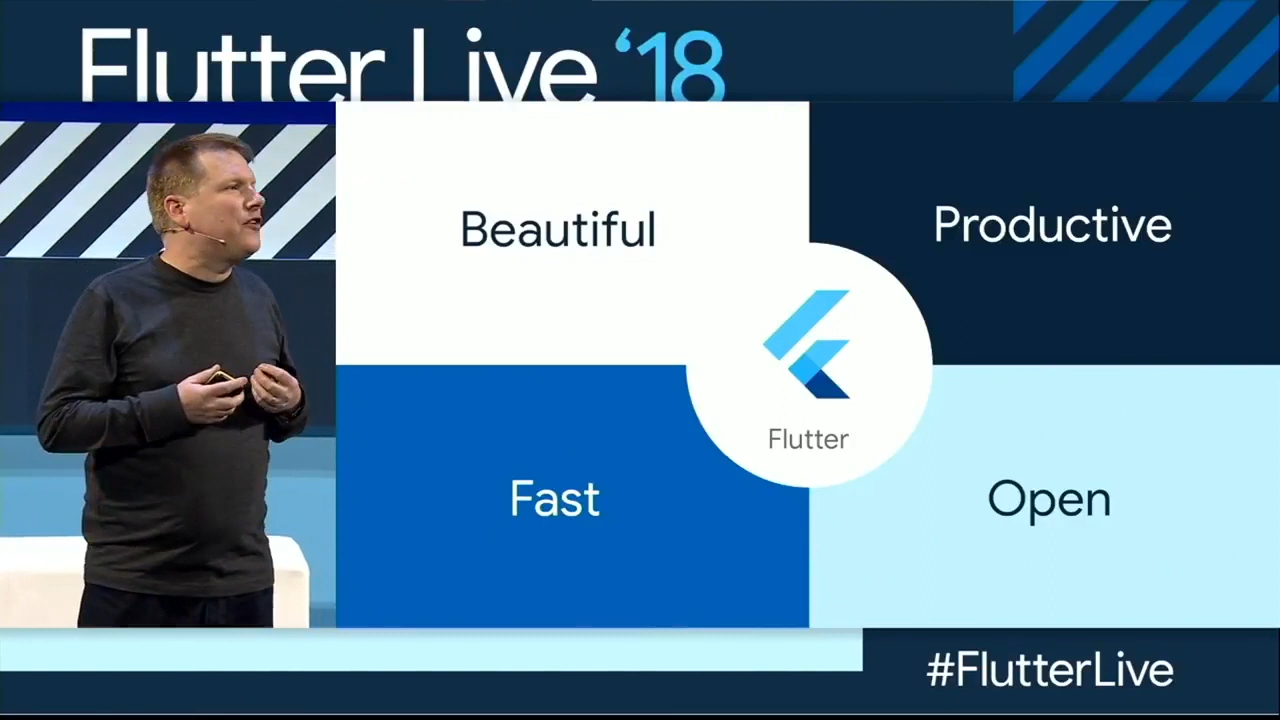 Flutter Live ‘18
Beautiful
Productive
Flutter
Fast
Open
#FlutterLive